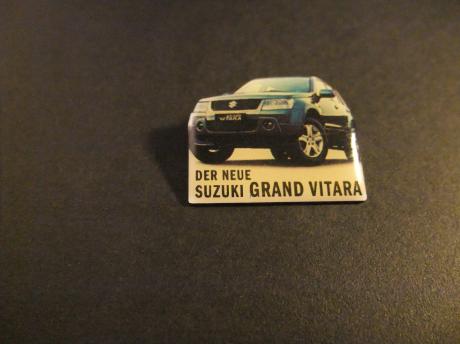 DER NEUE
SUZUKI GRAND VITARA